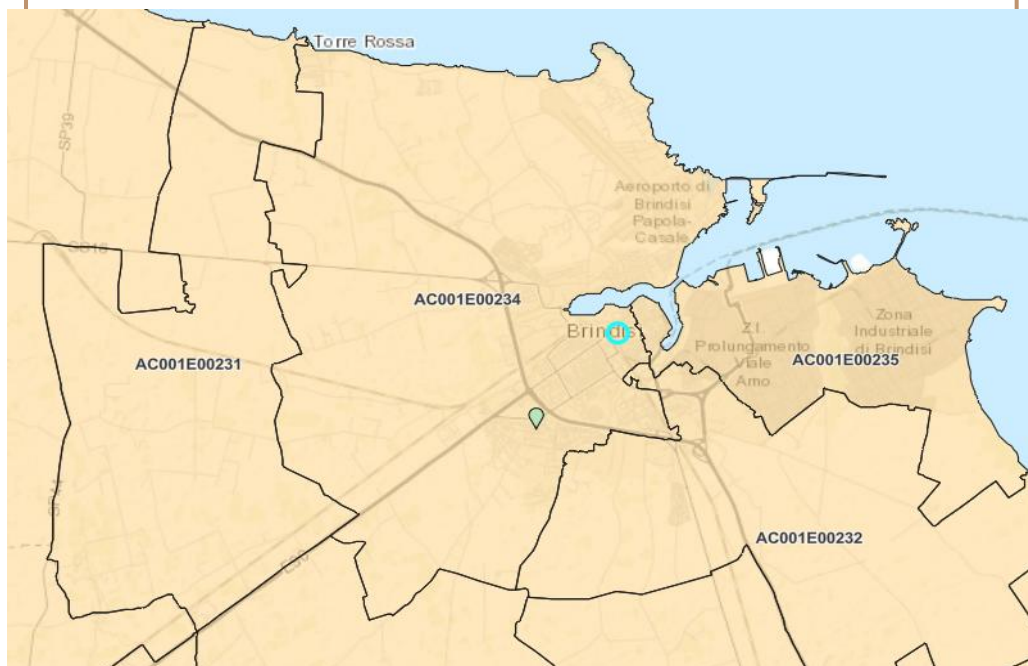 Torre Rossa
SP39
Aeroporto di
Brindisi
Papola-
Casale
SS16
AC001E00234
Brindisi
Zona
Industriale
di Brindisi
Z.I.
Prolungamento
Viale
Arno
AC001E00235
AC001E00231
E90
AC001E00232